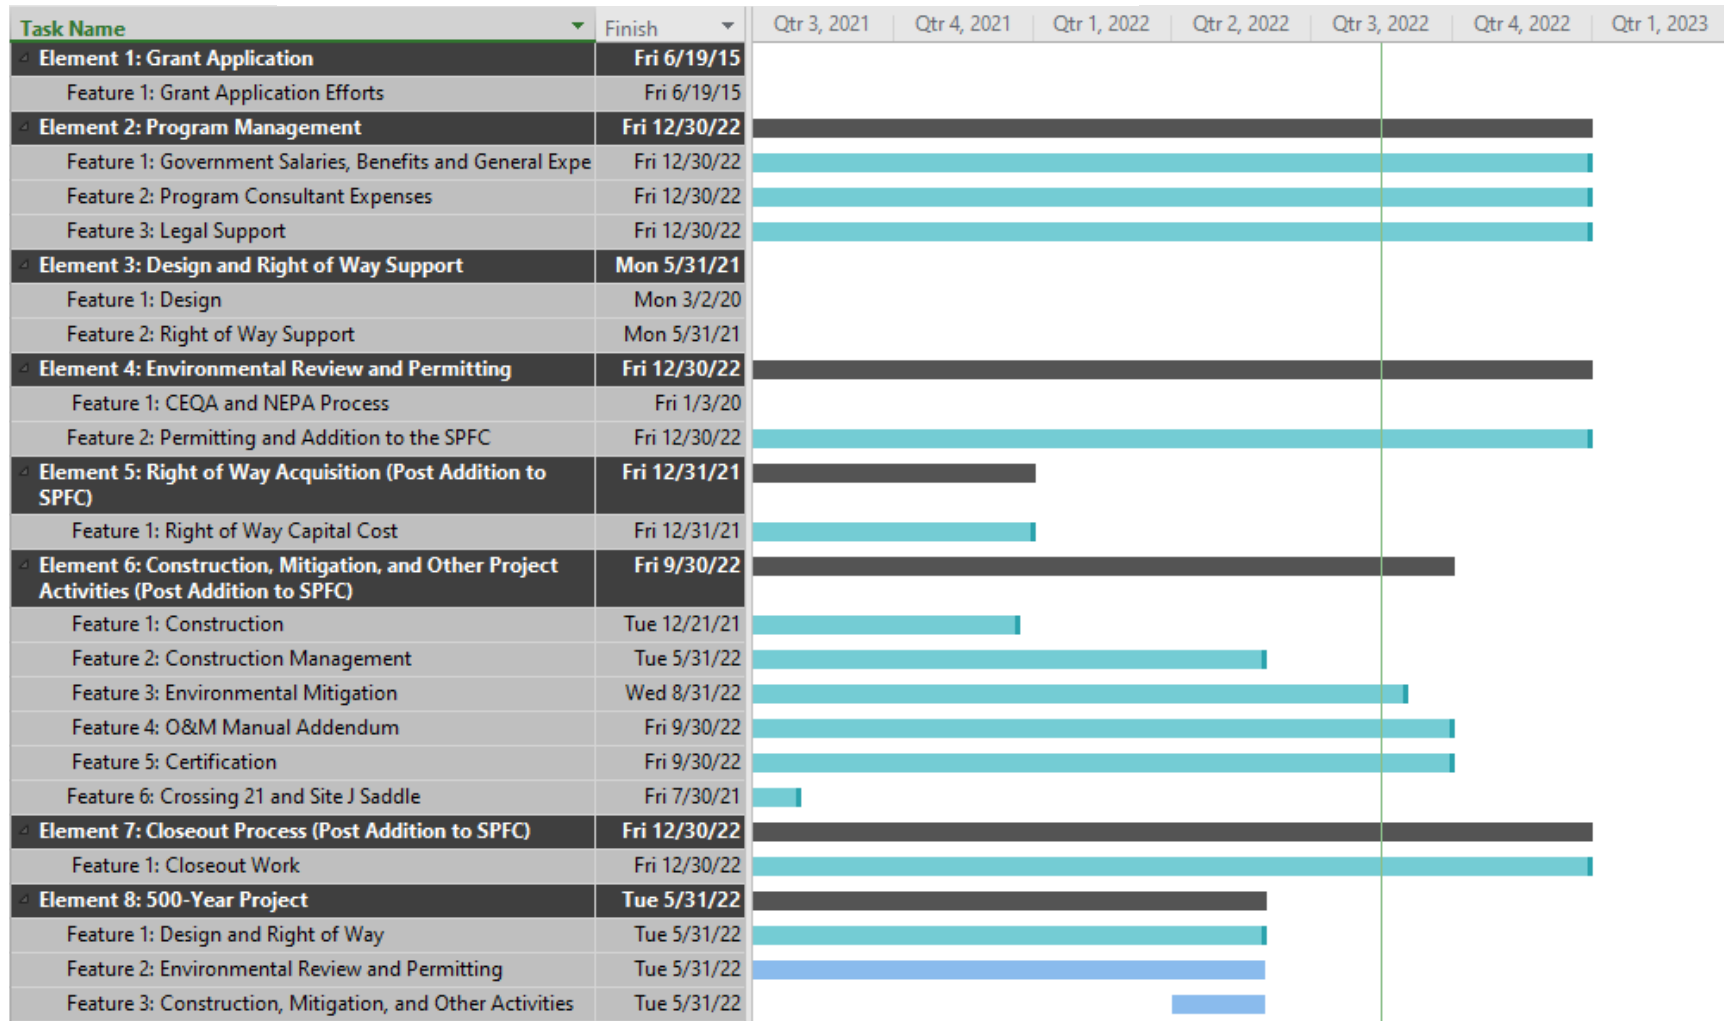 Task Name Finish Qtr 3, 2021 Qtr 4, 2021 Qtr 1, 2022 Qtr 2, 2022 Qtr 3, 2022 Qtr 4, 2022 Qtr 1, 2023
Element 1: Grant Application Fri 6/19/15
Feature 1: Grant Application Efforts Fri 6/19/15
Element 2: Program Management Fri 12/30/22
Feature 1: Government Salaries, Benefits and General Expe Fri 12/30/22
Feature 2: Program Consultant Expenses Fri 12/30/22
Feature 3: Legal Support Fri 12/30/22
Element 3: Design and Right of Way Support Mon 5/31/21
Feature 1: Design Mon 3/2/20
Feature 2: Right of Way Support Mon 5/31/21
Element 4: Environmental Review and Permitting Fri 12/30/22
Feature 1: CEQA and NEPA Process Fri 1/3/20
Feature 2: Permitting and Addition to the SPFC Fri 12/30/22
Element 5: Right of Way Acquisition (Post Addition to Fri 12/31/21
SPFC)
Feature 1: Right of Way Capital Cost Fri 12/31/21
Element 6: Construction, Mitigation, and Other Project Fri 9/30/22
Activities (Post Addition to SPFC)
Feature 1: Construction Tue 12/21/21
Feature 2: Construction Management Tue 5/31/22
Feature 3: Environmental Mitigation Wed 8/31/22
Feature 4: O&M Manual Addendum Fri 9/30/22
Feature 5: Certification Fri 9/30/22
Feature 6: Crossing 21 and Site J Saddle Fri 7/30/21
Element 7: Closeout Process (Post Addition to SPFC) Fri 12/30/22
Feature 1: Closeout Work Fri 12/30/22
Element 8: 500-Year Project Tue 5/31/22
Feature 1: Design and Right of Way Tue 5/31/22
Feature 2: Environmental Review and Permitting Tue 5/31/22
Feature 3: Construction, Mitigation, and Other Activities Tue 5/31/22